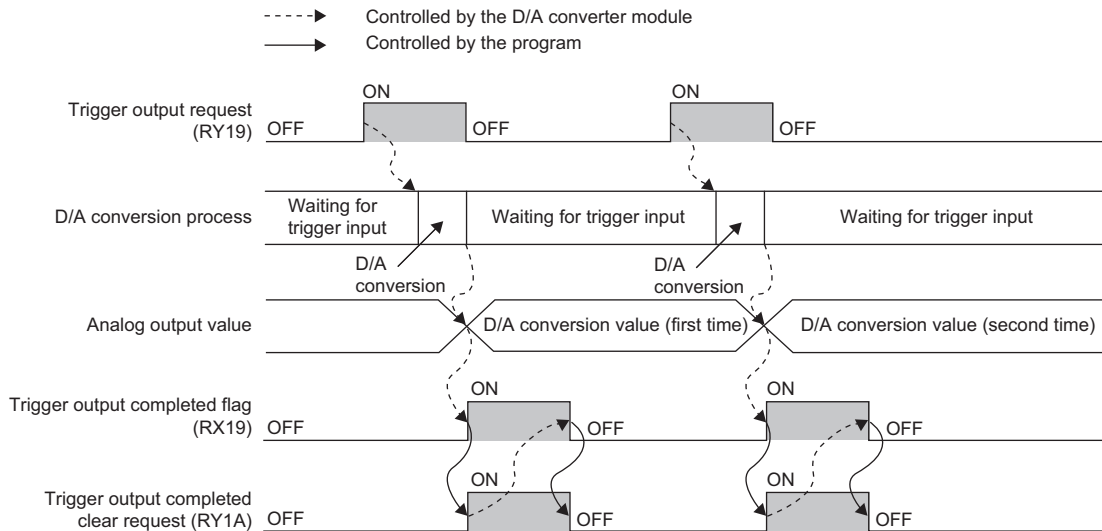 Controlled by the D/A converter module
Controlled by the program
Trigger output request
(RY19)
OFF
ON
OFF
ON
OFF
D/A conversion process
Waiting for
trigger input
Waiting for trigger input
Waiting for trigger input
D/A
conversion
D/A
conversion
Analog output value
D/A conversion value (first time)
D/A conversion value (second time)
Trigger output completed flag
(RX19)
OFF
ON
OFF
ON
OFF
Trigger output completed
clear request (RY1A)
OFF
ON
OFF
ON
OFF